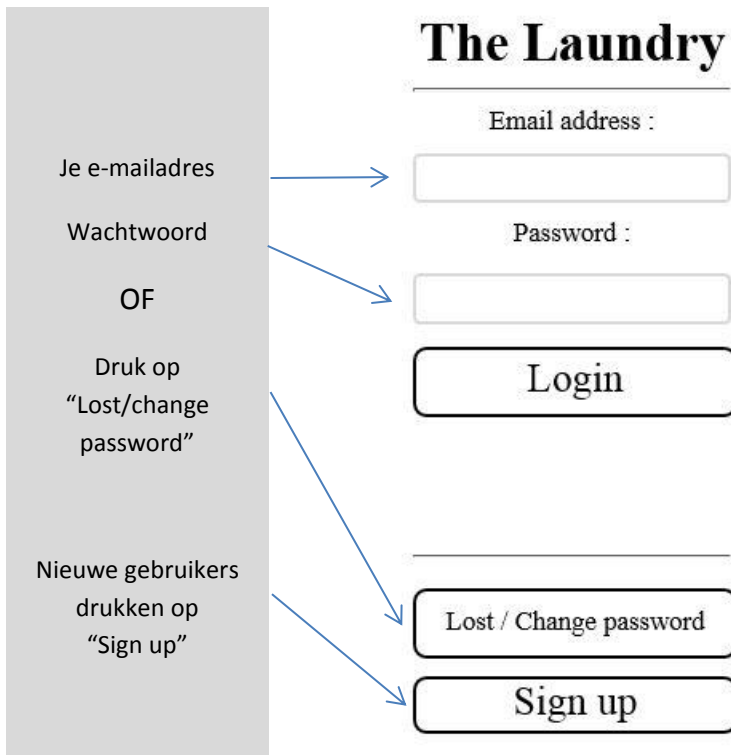 Je e-mailadres
Wachtwoord
OF
Druk op
“Lost/change
password”
Nieuwe gebruikers
drukken op
“Sign up”
The Laundry
Email address :
Password :
Login
Lost / Change password
Sign up